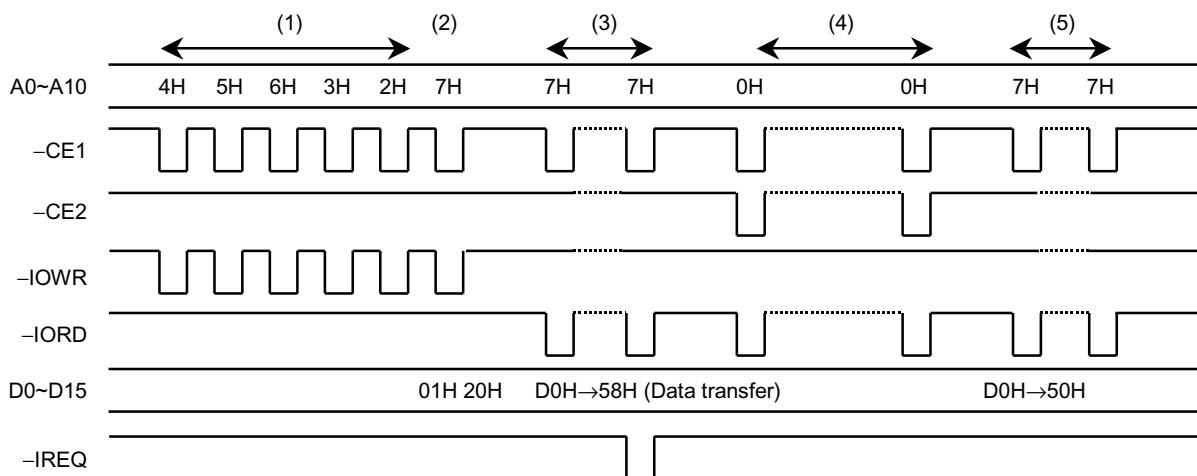 (1) (2) (3) (4) (5)
A0~A10 4H 5H 6H 3H 2H 7H 7H 7H 0H 0H 7H 7H
–CE1
–CE2
–IOWR
–IORD
D0~D15 01H 20H D0H→58H (Data transfer) D0H→50H
–IREQ